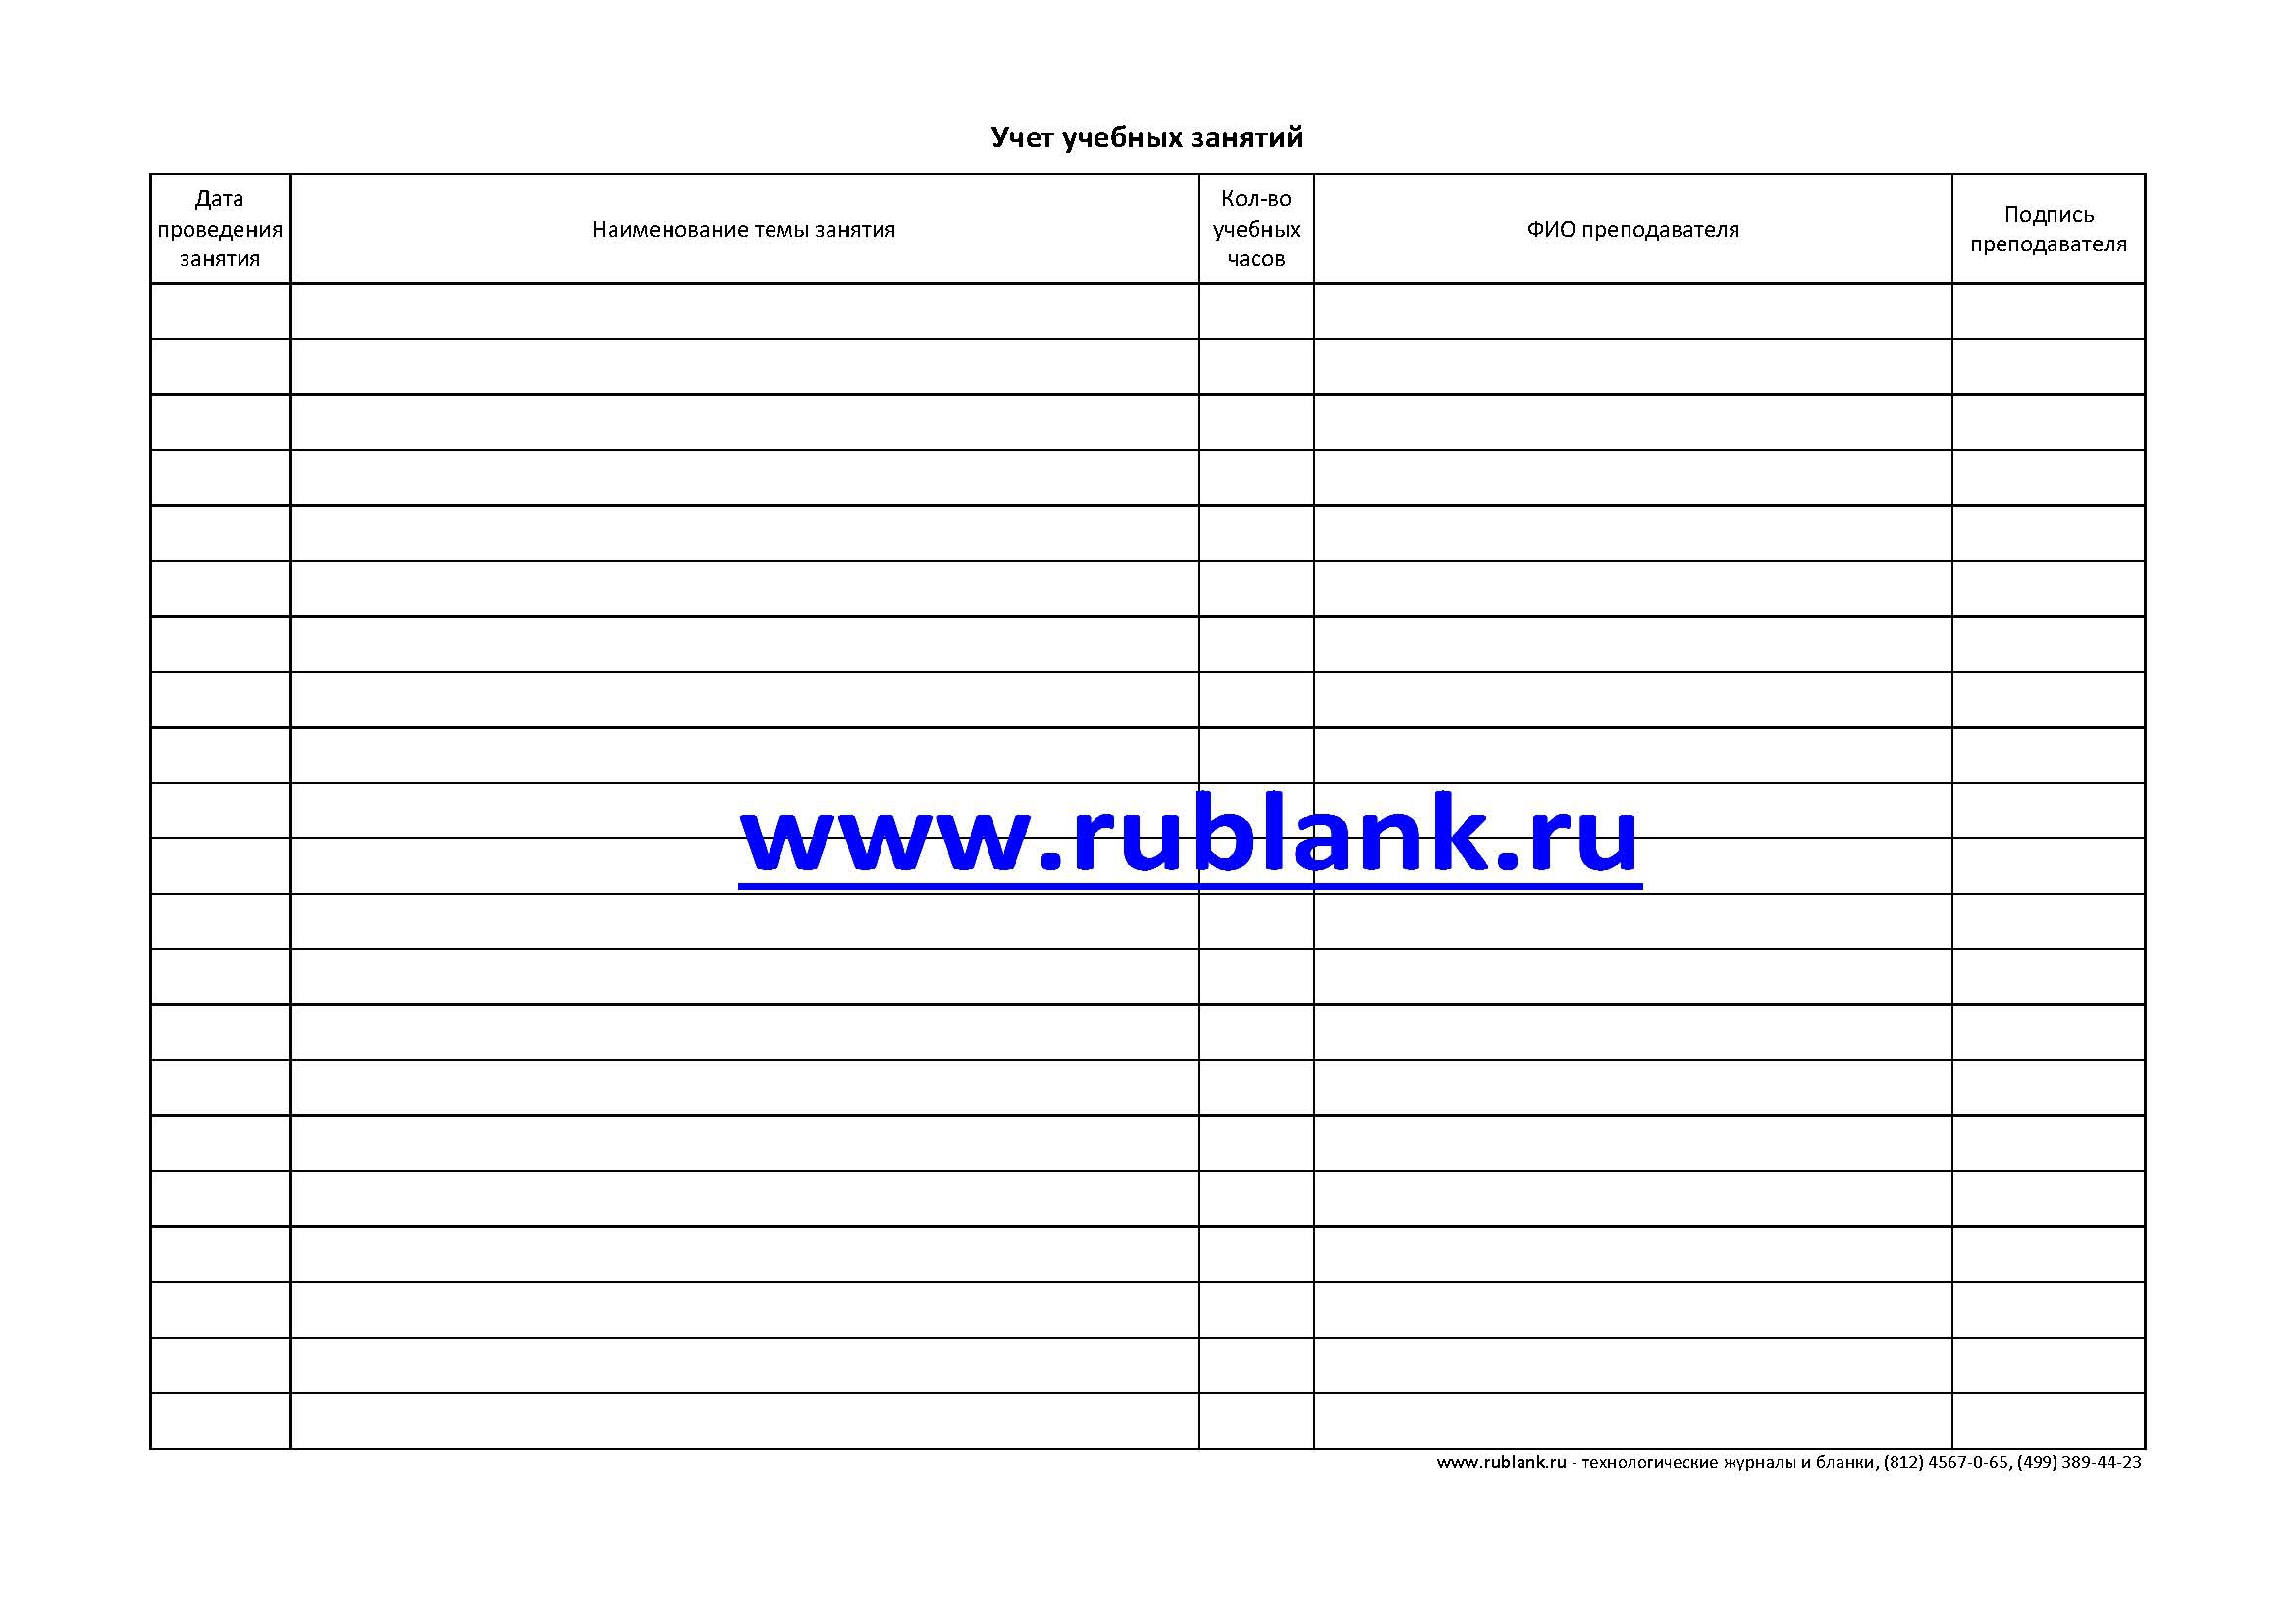 Учет учебных занятий
Дата
проведения
занятия
Наименование темы занятия
Кол-во
учебных
часов
ФИО преподавателя
Подпись
преподавателя
www.rublank.ru
www.rublank.ru - технологические журналы и бланки, (812) 4567-0-65, (499) 389-44-23